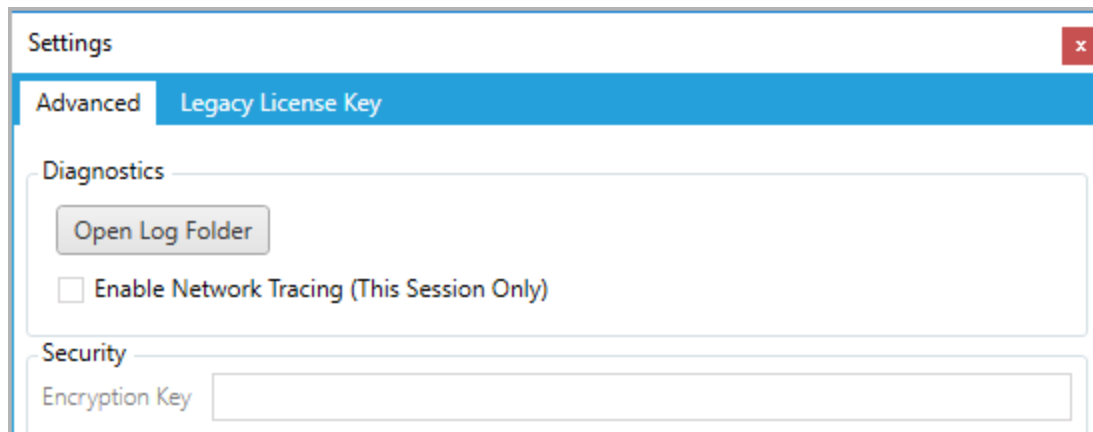 Settings
x
Advanced Legacy License Key
Diagnostics
Open Log Folder
Enable Network Tracing (This Session Only)
Security
Encryption Key